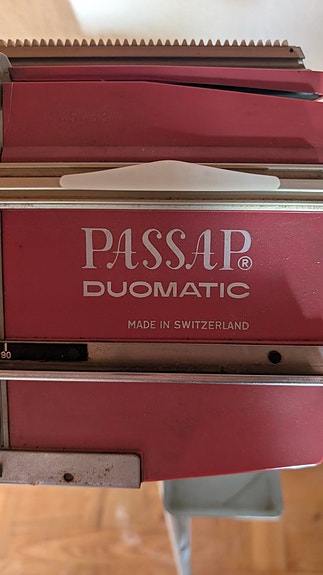 PASSAP®
DUOMATIC
MADE IN SWITZERLAND
90